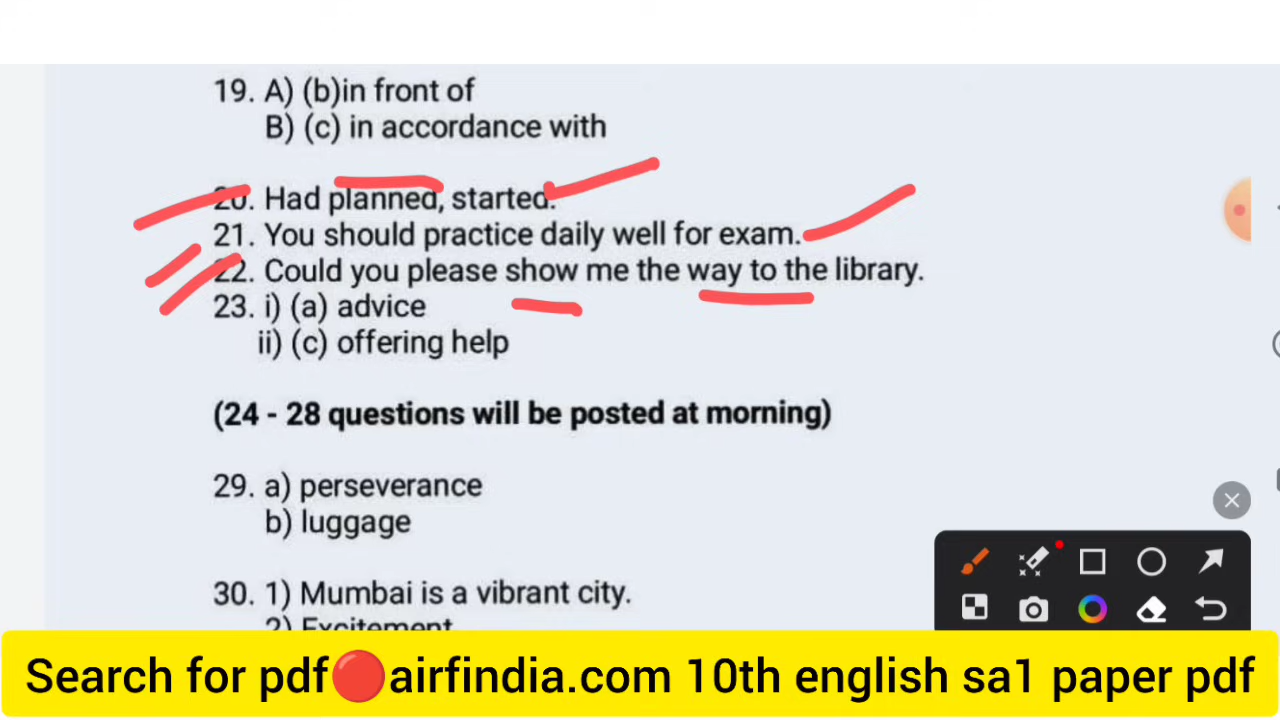 19. A) (b)in front of
B) (c) in accordance with
20. Had planned, started.
21. You should practice daily well for exam.
22. Could you please show me the way to the library.
23. i) (a) advice
ii) (c) offering help
(24 - 28 questions will be posted at morning)
29. a) perseverance
b) luggage
30. 1) Mumbai is a vibrant city.
2) Excitement
Search for pdf🔴airfindia.com 10th english sa1 paper pdf